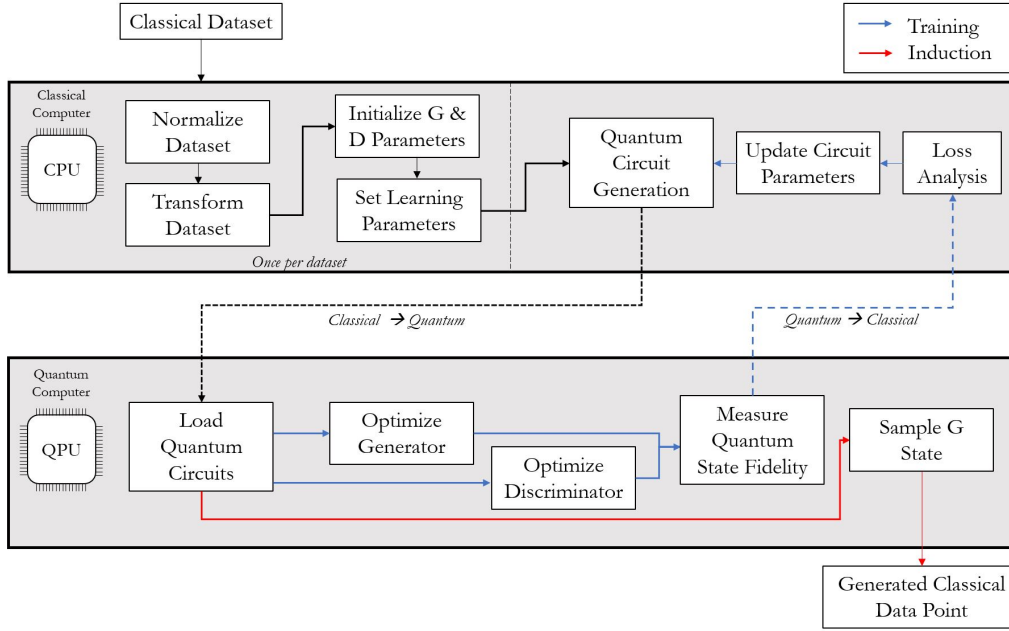 Classical Dataset
Training
Induction
Classical
Computer
CPU
Normalize
Dataset
Transform
Dataset
Initialize G &
D Parameters
Set Learning
Parameters
Once per dataset
Quantum
Circuit
Generation
Update Circuit
Parameters
Loss
Analysis
Classical → Quantum
Quantum → Classical
Quantum
Computer
QPU
Load
Quantum
Circuits
Optimize
Generator
Optimize
Discriminator
Measure
Quantum
State Fidelity
Sample G
State
Generated Classical
Data Point